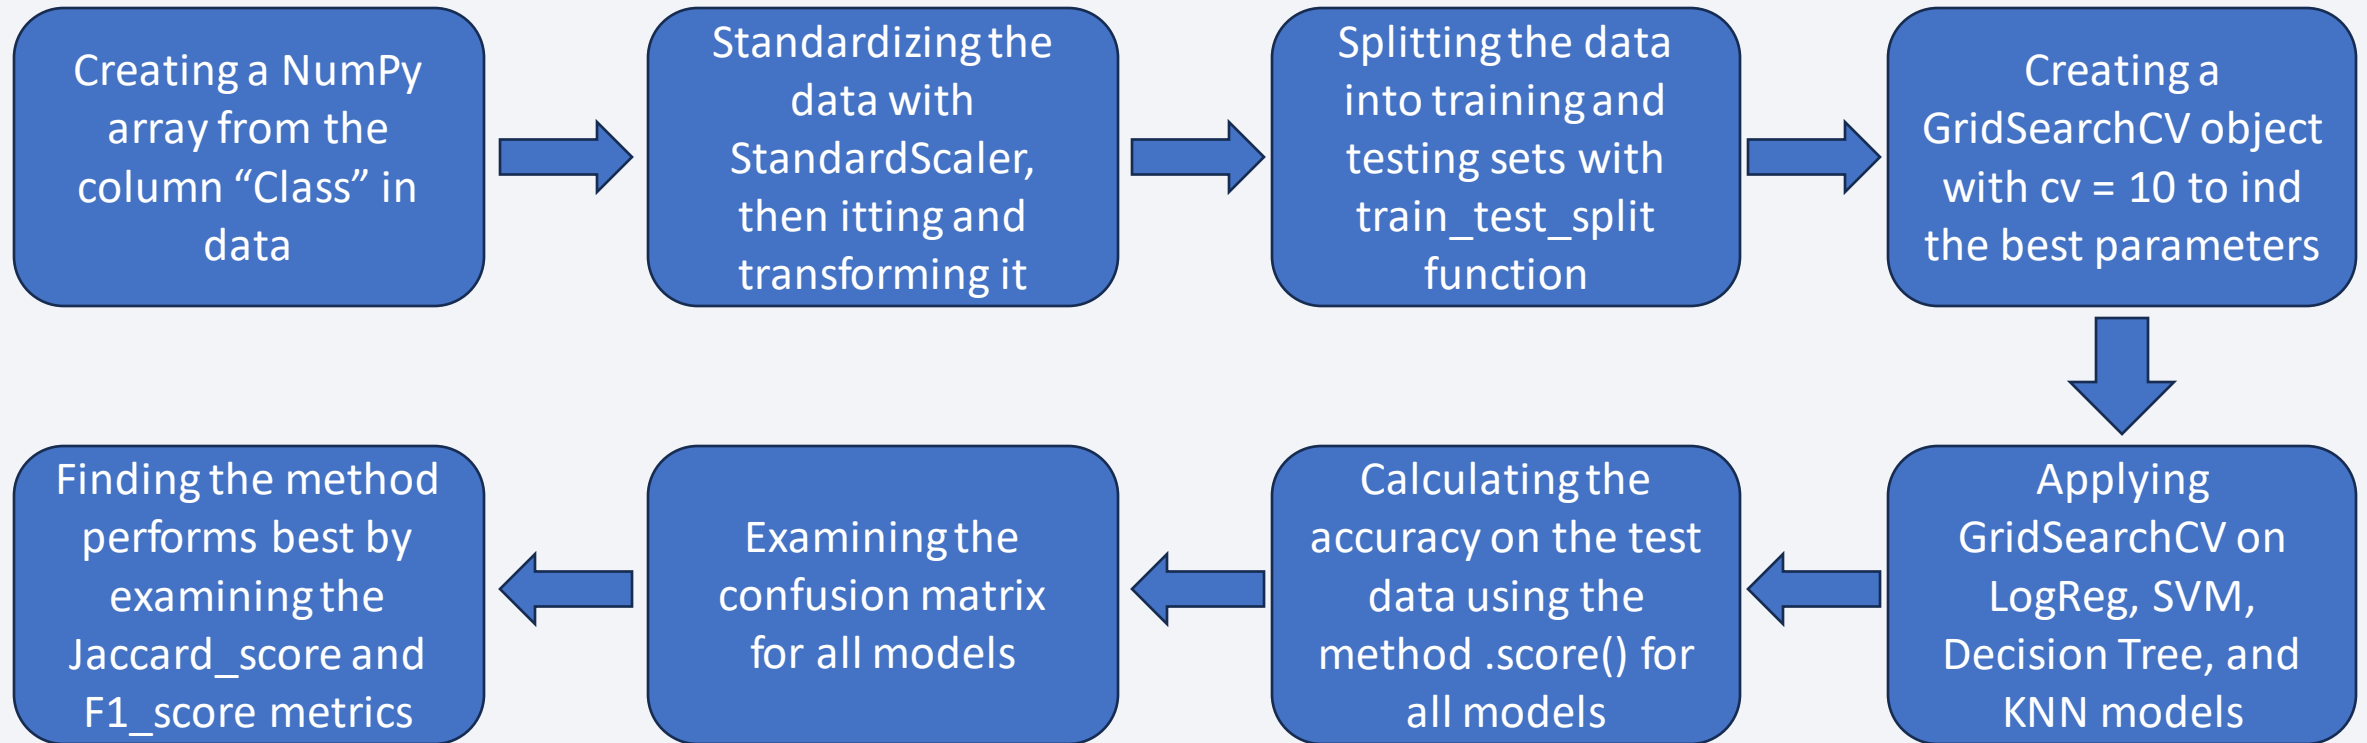 Creating a NumPy
array from the
column “Class” in
data
Standardizing the
data with
StandardScaler,
then itting and
transforming it
Splitting the data
into training and
testing sets with
train_test_split
function
Creating a
GridSearchCV object
with cv = 10 to ind
the best parameters
Applying
GridSearchCV on
LogReg, SVM,
Decision Tree, and
KNN models
Calculating the
accuracy on the test
data using the
method .score() for
all models
Examining the
confusion matrix
for all models
Finding the method
performs best by
examining the
Jaccard_score and
F1_score metrics